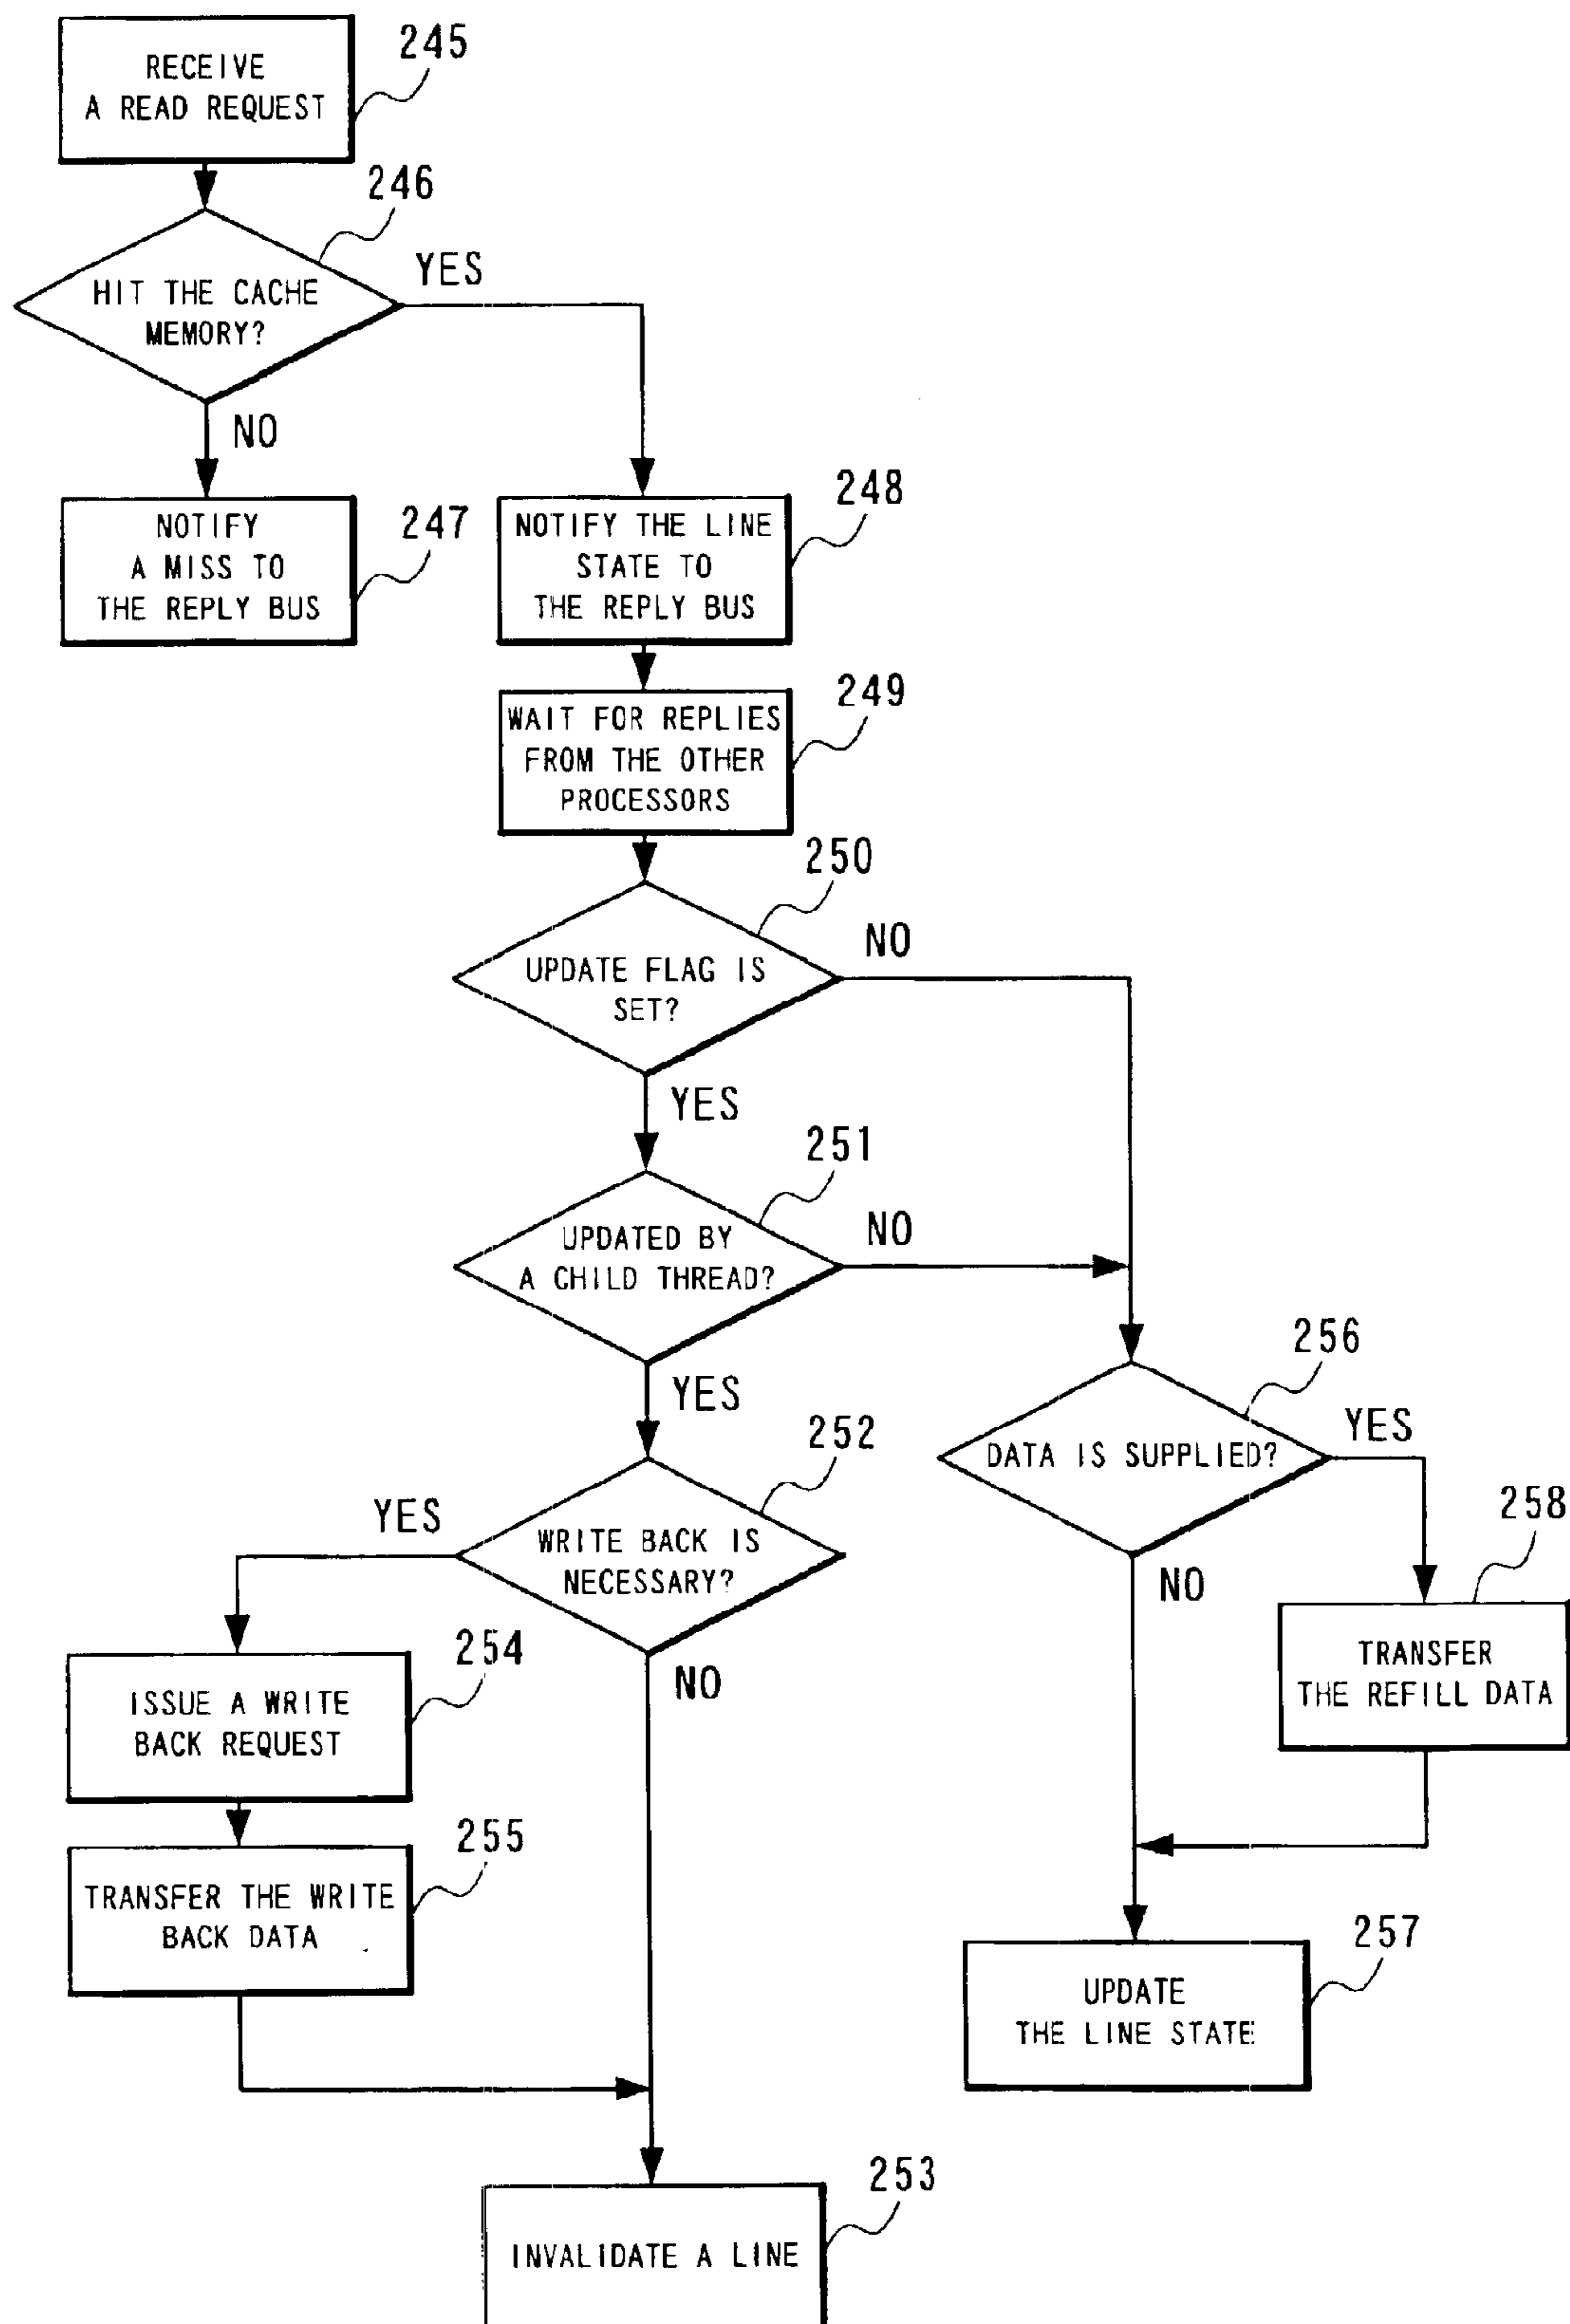 RECEIVE
A READ REQUEST
245
246
HIT THE CACHE
MEMORY?
YES
NO
NOTIFY
A MISS TO
THE REPLY BUS
247
NOTIFY THE LINE
STATE TO
THE REPLY BUS
248
WAIT FOR REPLIES
FROM THE OTHER
PROCESSORS
249
250
UPDATE FLAG IS
SET?
NO
YES
251
UPDATED BY
A CHILD THREAD?
NO
YES
252
WRITE BACK IS
NECESSARY?
YES
NO
256
DATA IS SUPPLIED?
YES
NO
258
TRANSFER
THE REFILL DATA
254
ISSUE A WRITE
BACK REQUEST
255
TRANSFER THE WRITE
BACK DATA
257
UPDATE
THE LINE STATE
253
INVALIDATE A LINE